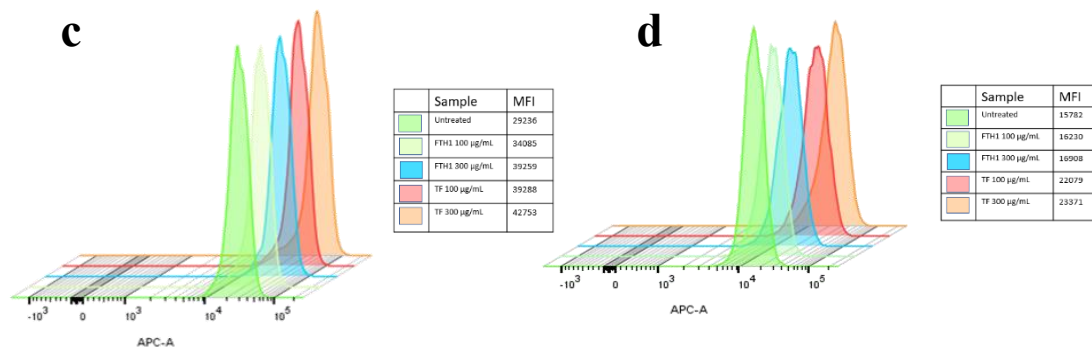 c
Sample MFI
Untreated 29236
FTH1 100 µg/mL 34085
FTH1 300 µg/mL 39259
TF 100 µg/mL 39288
TF 300 µg/mL 42753
-10³ 0 10³ 10⁴ 10⁵
APC-A
d
Sample MFI
Untreated 15782
FTH1 100 µg/mL 16230
FTH1 300 µg/mL 16908
TF 100 µg/mL 22079
TF 300 µg/mL 23371
-10³ 0 10³ 10⁴ 10⁵
APC-A